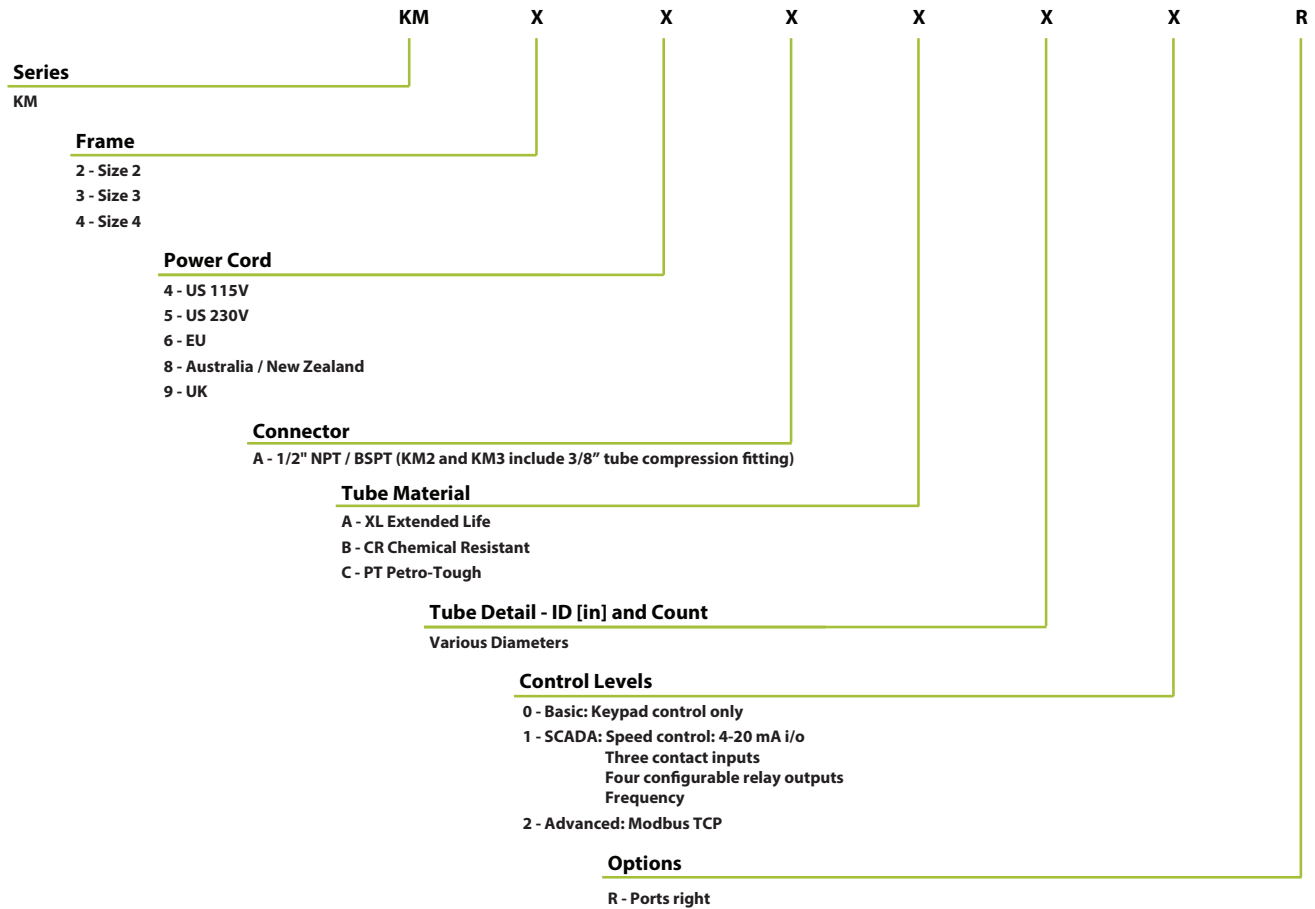 KM X X X X X X R
Series
KM
Frame
2 - Size 2
3 - Size 3
4 - Size 4
Power Cord
4 - US 115V
5 - US 230V
6 - EU
8 - Australia / New Zealand
9 - UK
Connector
A - 1/2" NPT / BSPT (KM2 and KM3 include 3/8” tube compression fitting)
Tube Material
A - XL Extended Life
B - CR Chemical Resistant
C - PT Petro-Tough
Tube Detail - ID [in] and Count
Various Diameters
Control Levels
0 - Basic: Keypad control only
1 - SCADA: Speed control: 4-20 mA i/o
Three contact inputs
Four configurable relay outputs
Frequency
2 - Advanced: Modbus TCP
Options
R - Ports right